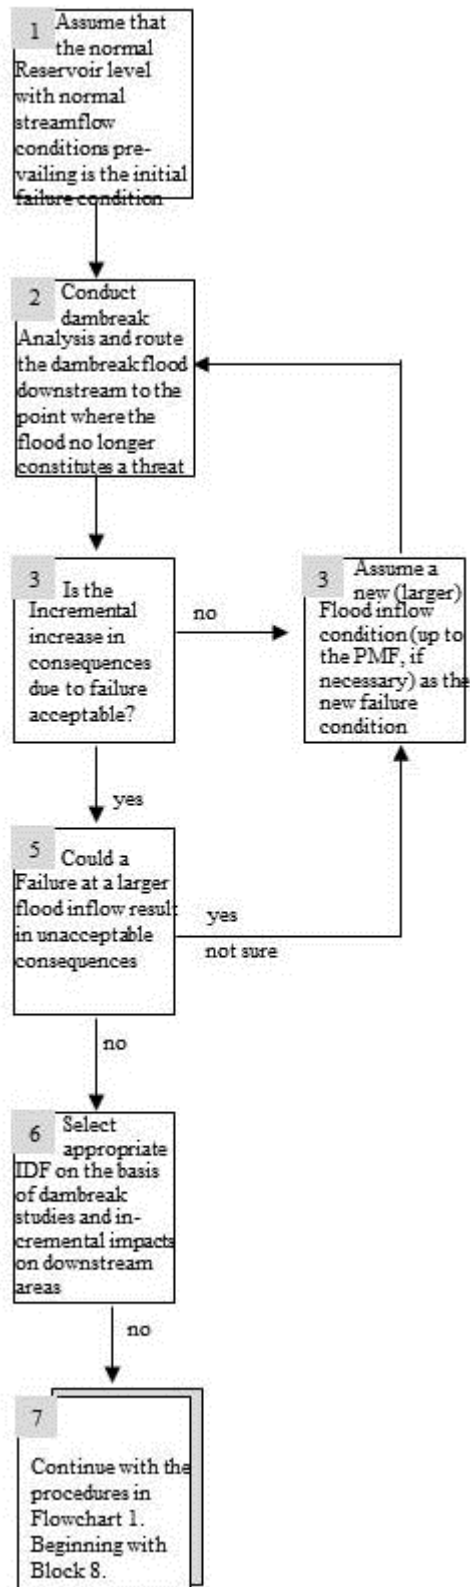 1 Assume that
the normal
Reservoir level
with normal
streamflow
conditions pre-
vailing is the initial
failure condition
2 Conduct
dambreak
Analysis and route
the dambreak flood
downstream to the
point where the
flood no longer
constitutes a threat
3 Is the
Incremental
increase in
consequences
due to failure
acceptable?
no
3 Assume a
new (larger)
Flood inflow
condition (up to
the PMF, if
necessary) as the
new failure
condition
yes
5 Could a
Failure at a larger
flood inflow result
in unacceptable
consequences
yes
not sure
no
6 Select
appropriate
IDF on the basis
of dambreak
studies and in-
cremental impacts
on downstream
areas
no
7
Continue with the
procedures in
Flowchart 1.
Beginning with
Block 8.